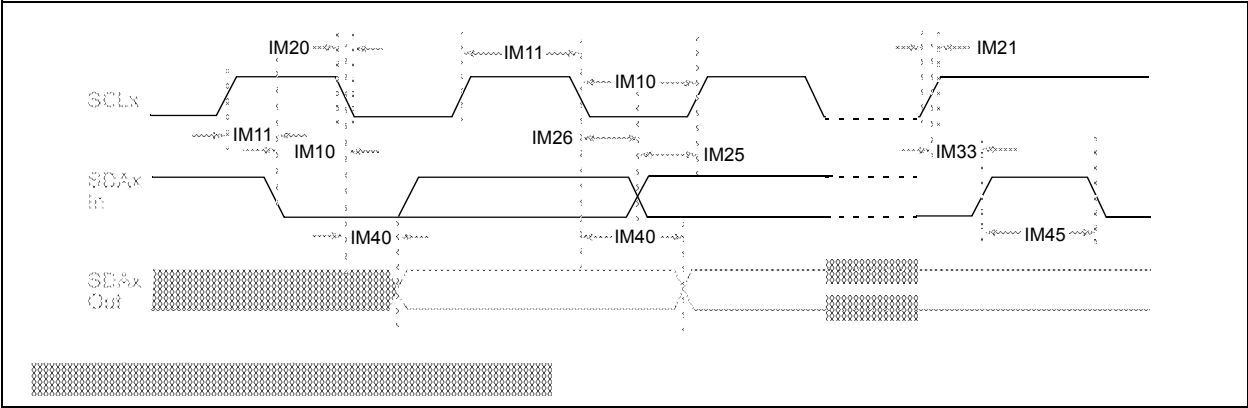 IM20
IM11
IM21
IM10
SCLx
IM11
IM10
IM26
IM25
IM33
SDAx
In
IM40
IM40
IM45
SDAx
Out